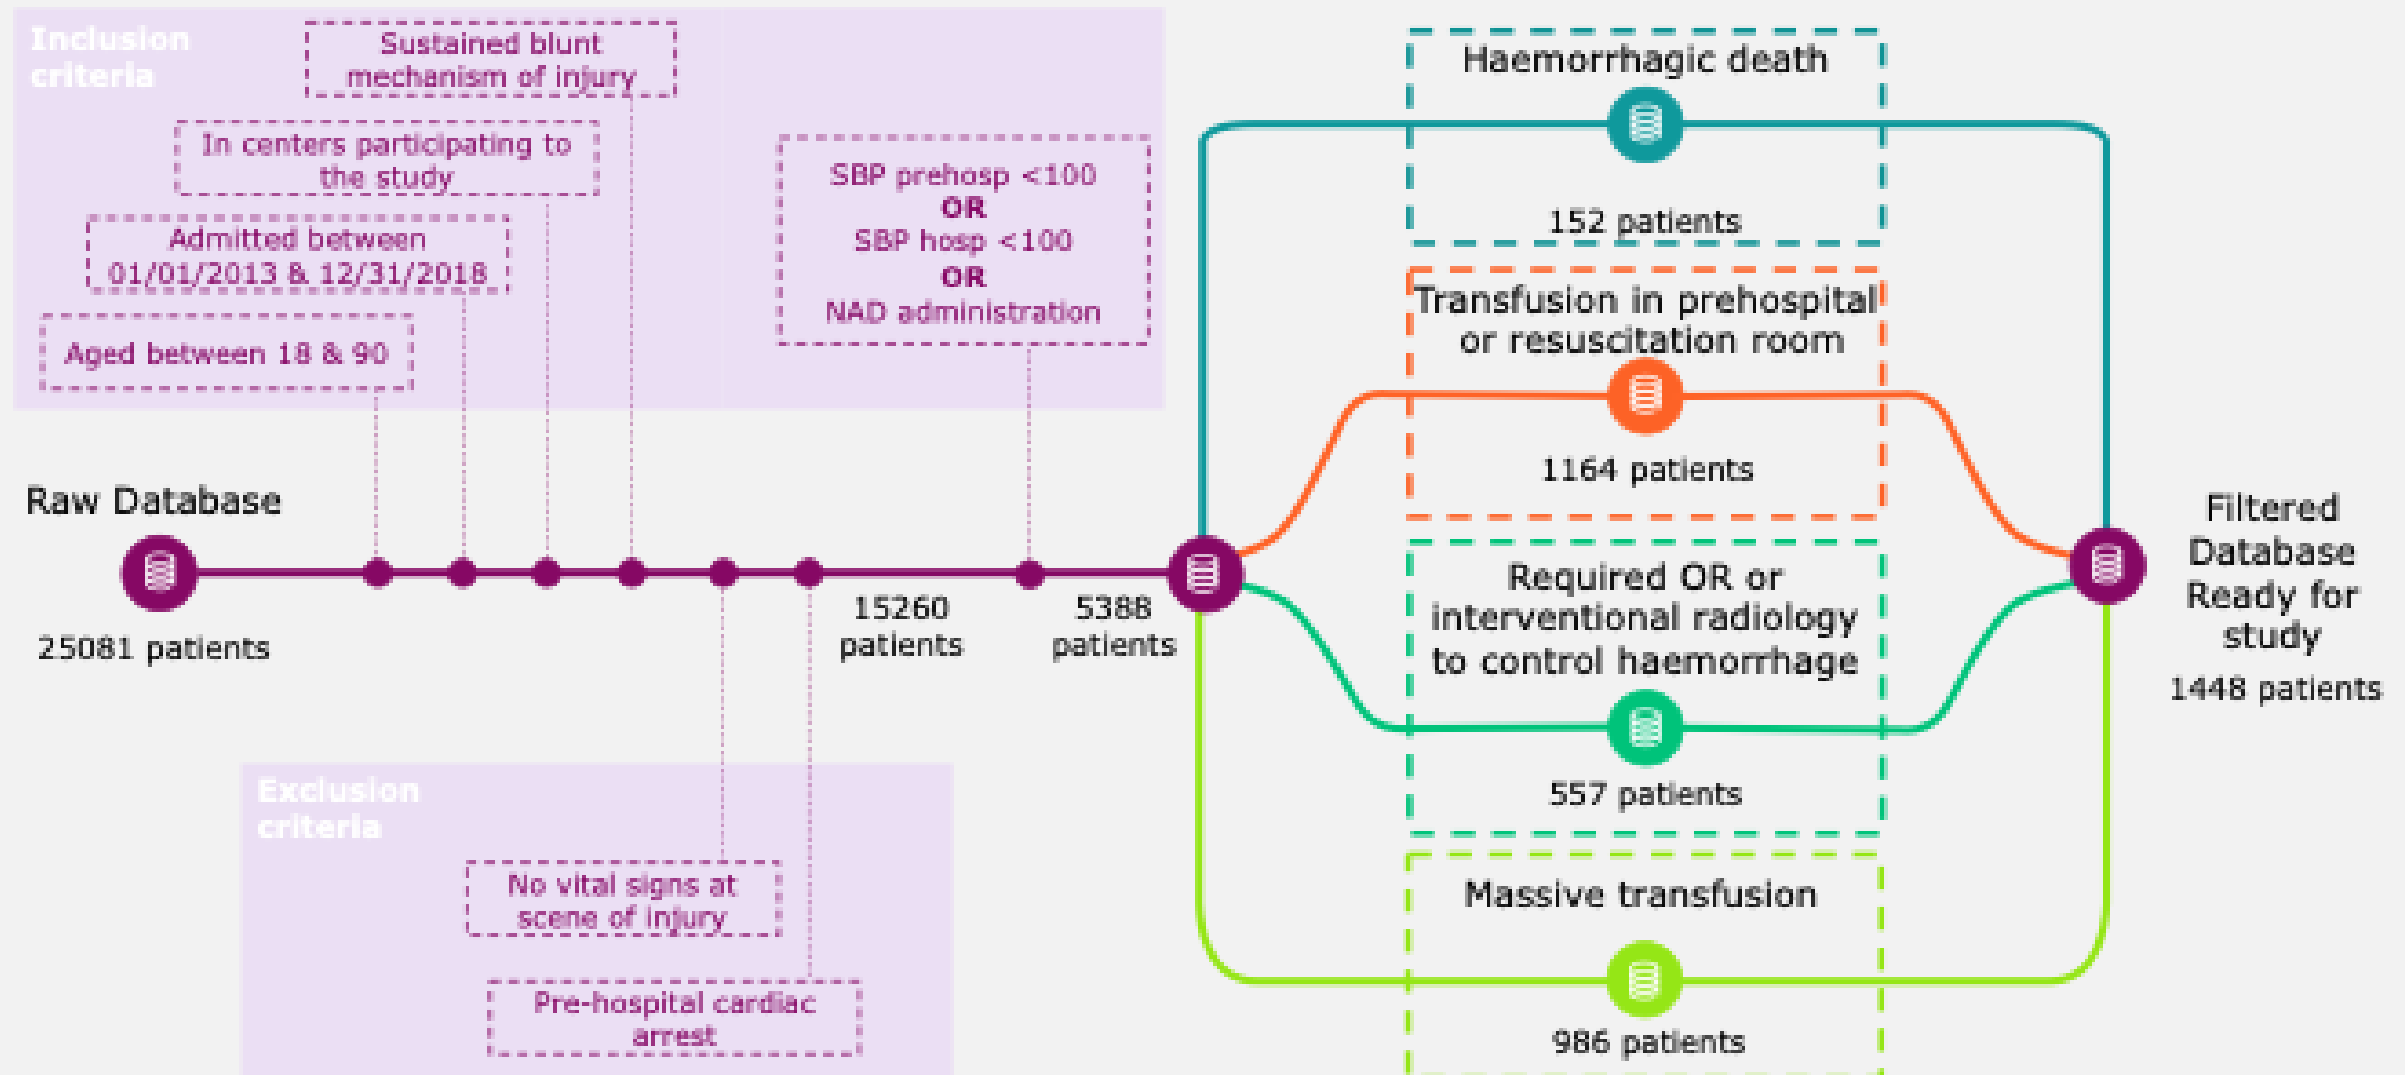 Inclusion
criteria
Sustained blunt
mechanism of injury
In centers participating to
the study
Admitted between
01/01/2013 & 12/31/2018
Aged between 18 & 90
SBP prehosp <100
OR
SBP hosp <100
OR
NAD administration
Raw Database
25081 patients
15260
patients
5388
patients
Exclusion
criteria
No vital signs at
scene of injury
Pre-hospital cardiac
arrest
Haemorrhagic death
152 patients
Transfusion in prehospital
or resuscitation room
1164 patients
Required OR or
interventional radiology
to control haemorrhage
557 patients
Massive transfusion
986 patients
Filtered
Database
Ready for
study
1448 patients